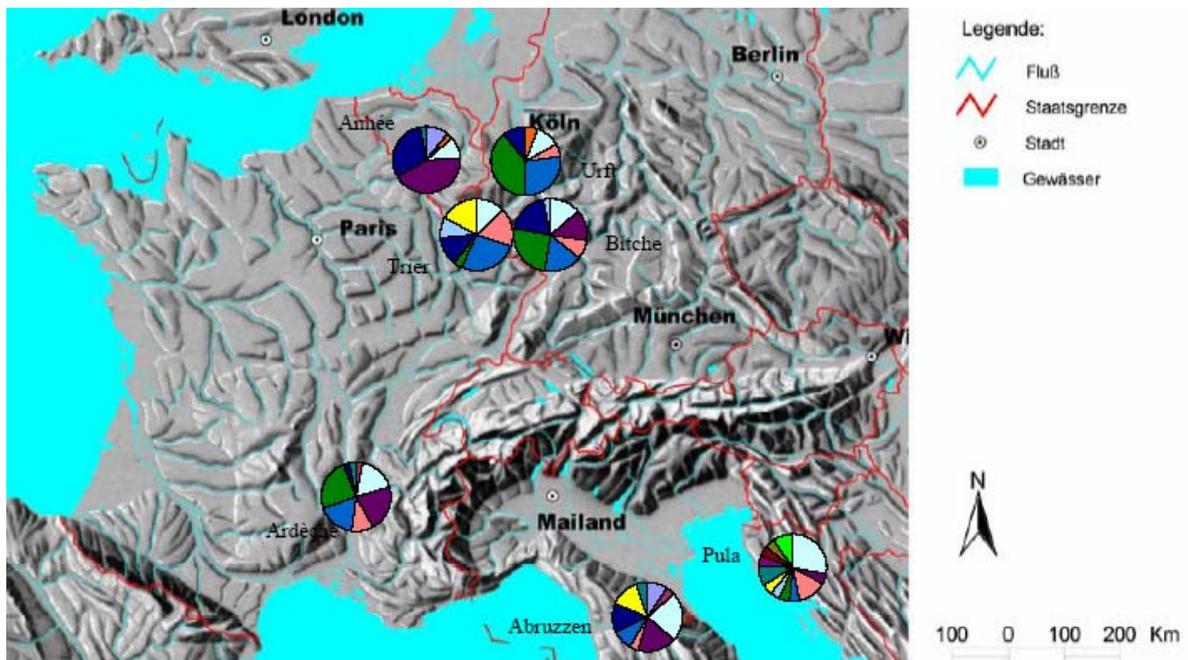 London
Berlin
Anhée
Köln
Urft
Paris
Bitche
Trier
München
Wi
Ardèche
Mailand
Pula
Abruzzen
Legende:
Fluß
Staatsgrenze
Stadt
Gewässer
N
100 0 100 200 Km